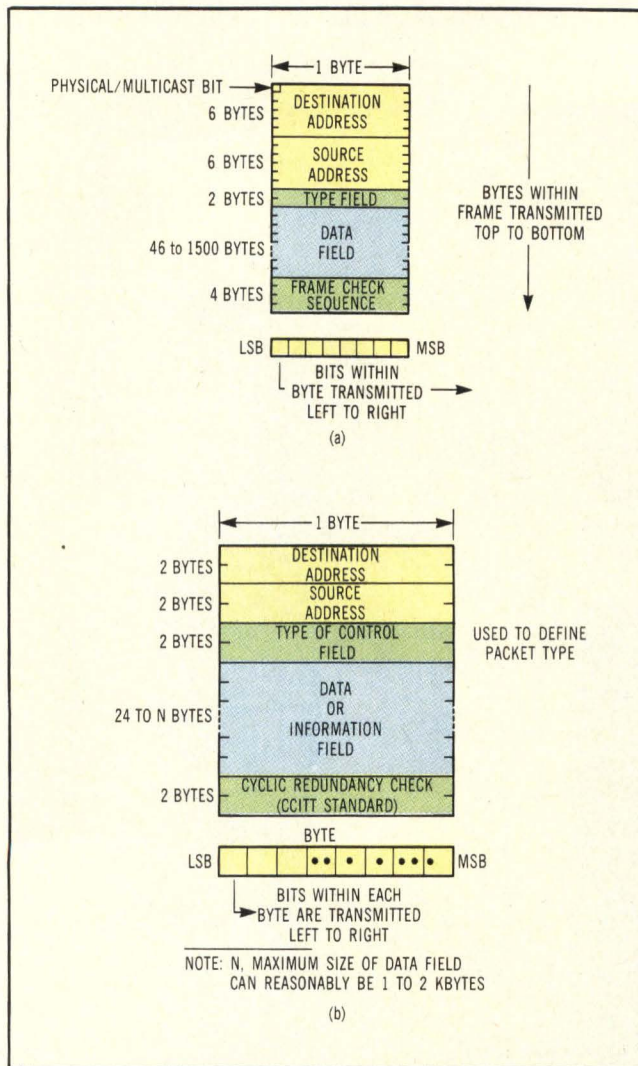 1 BYTE
PHYSICAL/MULTICAST BIT
6 BYTES
DESTINATION
ADDRESS
6 BYTES
SOURCE
ADDRESS
2 BYTES
TYPE FIELD
46 to 1500 BYTES
DATA
FIELD
4 BYTES
FRAME CHECK
SEQUENCE
BYTES WITHIN
FRAME TRANSMITTED
TOP TO BOTTOM
LSB
MSB
BITS WITHIN
BYTE TRANSMITTED
LEFT TO RIGHT
(a)
1 BYTE
2 BYTES
DESTINATION
ADDRESS
2 BYTES
SOURCE
ADDRESS
2 BYTES
TYPE OF CONTROL
FIELD
USED TO DEFINE
PACKET TYPE
24 TO N BYTES
DATA
OR
INFORMATION
FIELD
2 BYTES
CYCLIC REDUNDANCY CHECK
(CCITT STANDARD)
BYTE
LSB
MSB
BITS WITHIN EACH
BYTE ARE TRANSMITTED
LEFT TO RIGHT
NOTE: N, MAXIMUM SIZE OF DATA FIELD
CAN REASONABLY BE 1 TO 2 KBYTES
(b)